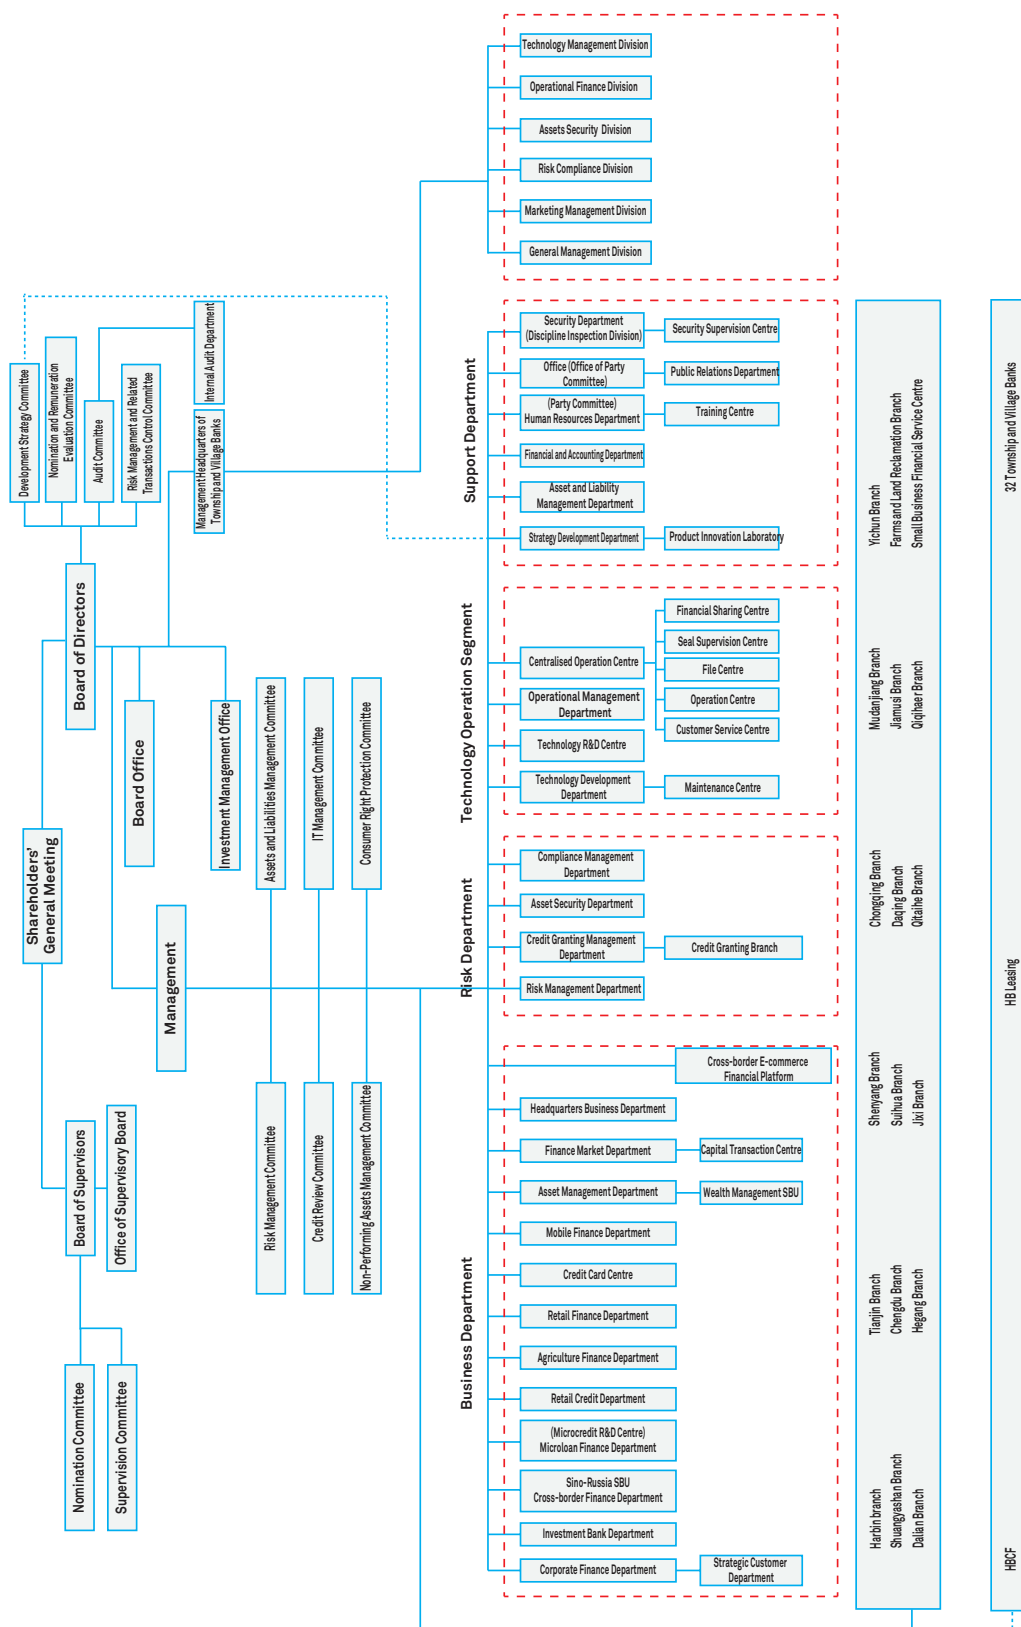 Shareholders'
General Meeting
Board of Supervisors
Office of Supervisory Board
Nomination Committee
Supervision Committee
Board of Directors
Development Strategy Committee
Nomination and Remuneration
Evaluation Committee
Audit Committee
Risk Management and Related
Transactions Control Committee
Internal Audit Department
Management Headquarters of
Township and Village Banks
Board Office
Investment Management Office
Management
Risk Management Committee
Assets and Liabilities Management Committee
Credit Review Committee
IT Management Committee
Non-Performing Assets Management Committee
Consumer Right Protection Committee
Technology Management Division
Operational Finance Division
Assets Security Division
Risk Compliance Division
Marketing Management Division
General Management Division
Support Department
Security Department
(Discipline Inspection Division)
Security Supervision Centre
Office (Office of Party
Committee)
Public Relations Department
(Party Committee)
Human Resources Department
Training Centre
Financial and Accounting Department
Asset and Liability
Management Department
Strategy Development Department
Product Innovation Laboratory
Technology Operation Segment
Centralised Operation Centre
Financial Sharing Centre
Seal Supervision Centre
File Centre
Operation Centre
Customer Service Centre
Operational Management
Department
Technology R&D Centre
Technology Development
Department
Maintenance Centre
Risk Department
Compliance Management
Department
Asset Security Department
Credit Granting Management
Department
Credit Granting Branch
Risk Management Department
Business Department
Cross-border E-commerce
Financial Platform
Headquarters Business Department
Finance Market Department
Capital Transaction Centre
Asset Management Department
Wealth Management SBU
Mobile Finance Department
Credit Card Centre
Retail Finance Department
Agriculture Finance Department
Retail Credit Department
(Microcredit R&D Centre)
Microloan Finance Department
Sino-Russia SBU
Cross-border Finance Department
Investment Bank Department
Corporate Finance Department
Strategic Customer
Department
Harbin branch
Shuangyashan Branch
Dalian Branch
Tianjin Branch
Chengdu Branch
Hegang Branch
Shenyang Branch
Suihua Branch
Jixi Branch
Chongqing Branch
Daqing Branch
Qitaihe Branch
Mudanjiang Branch
Jiamusi Branch
Qiqihaer Branch
Yichun Branch
Farms and Land Reclamation Branch
Small Business Financial Service Centre
HBCF
HB Leasing
32 Township and Village Banks